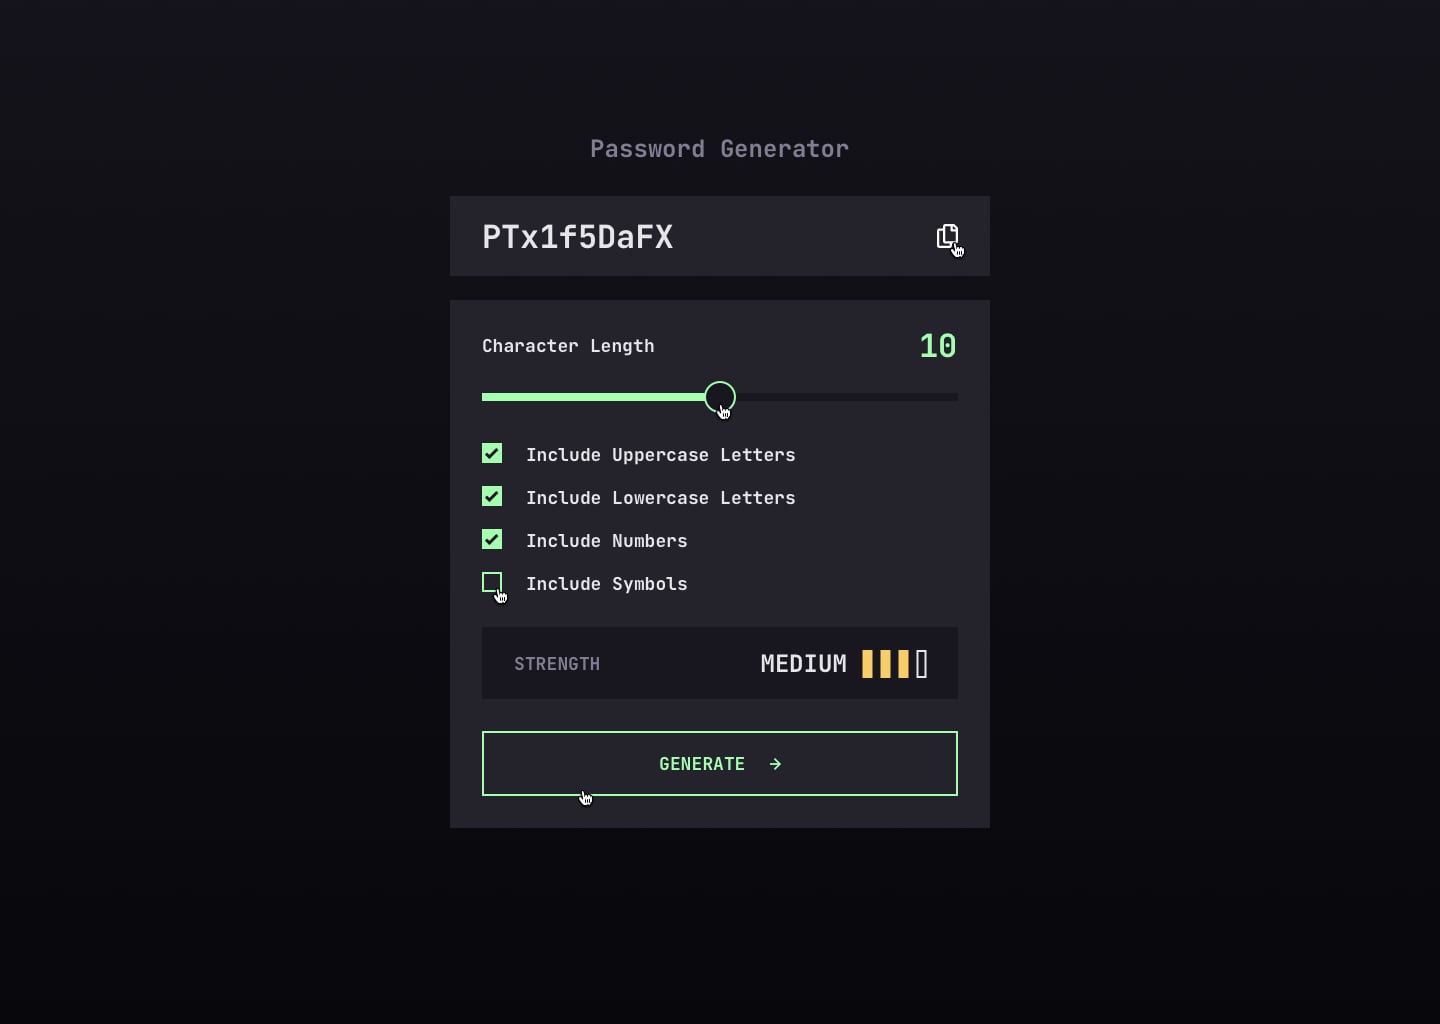 Password Generator
PTx1f5DaFX
Character Length 10
Include Uppercase Letters
Include Lowercase Letters
Include Numbers
Include Symbols
STRENGTH MEDIUM
GENERATE →